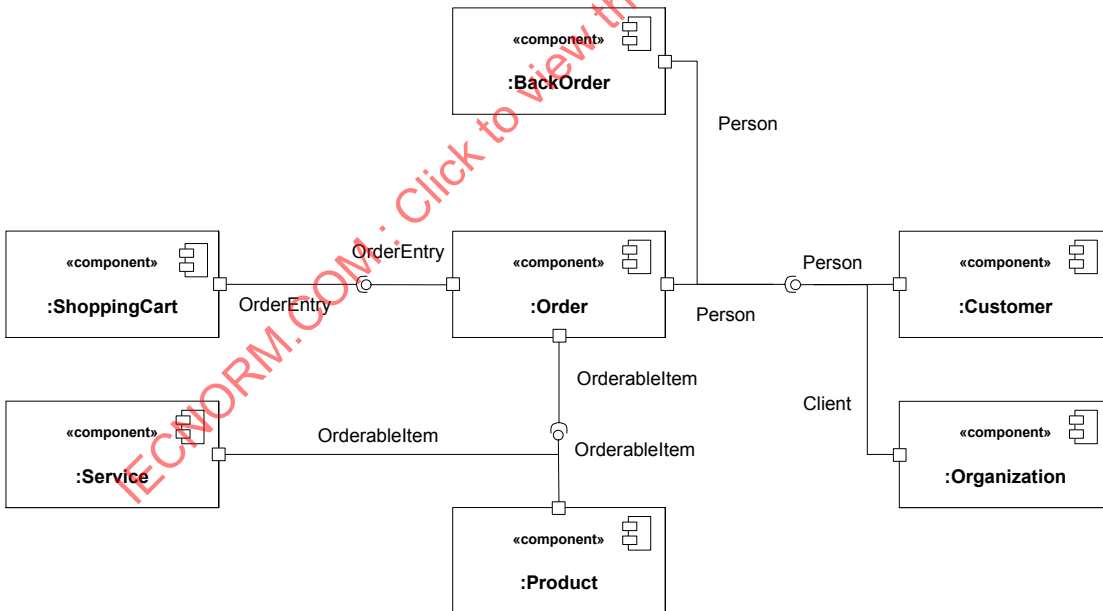 «component»
:BackOrder
Person
«component»
:ShoppingCart
OrderEntry
OrderEntry
«component»
:Order
Person
Person
«component»
:Customer
OrderableItem
Client
«component»
:Service
OrderableItem
OrderableItem
«component»
:Organization
«component»
:Product
IECNORM.COM : Click to view